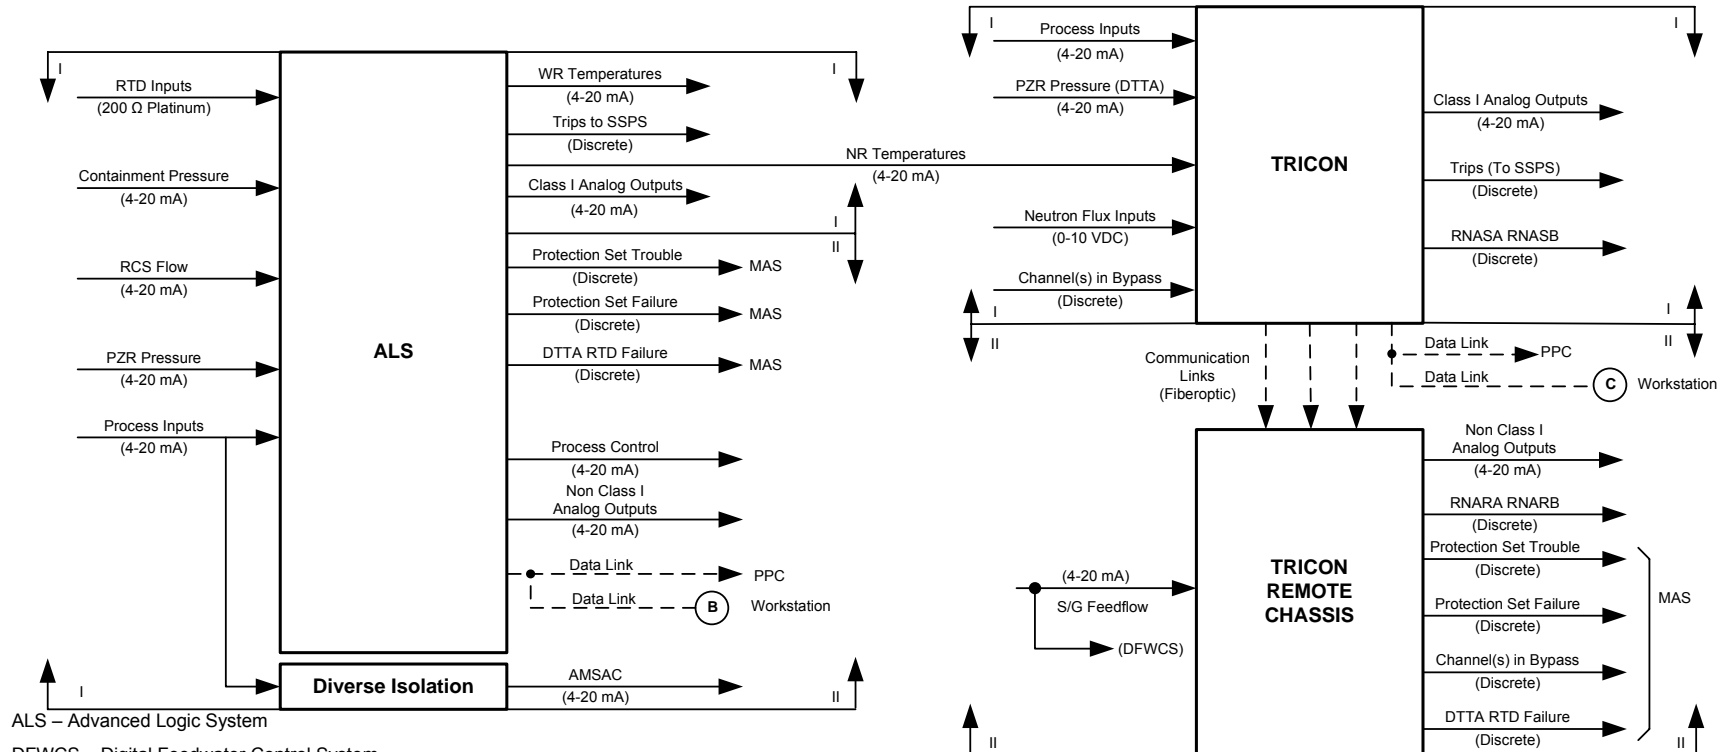 I
I
RTD Inputs
(200 Ω Platinum)
Containment Pressure
(4-20 mA)
RCS Flow
(4-20 mA)
PZR Pressure
(4-20 mA)
Process Inputs
(4-20 mA)
ALS
WR Temperatures
(4-20 mA)
Trips to SSPS
(Discrete)
NR Temperatures
(4-20 mA)
Class I Analog Outputs
(4-20 mA)
I
II
Protection Set Trouble
(Discrete)
MAS
Protection Set Failure
(Discrete)
MAS
DTTA RTD Failure
(Discrete)
MAS
Process Control
(4-20 mA)
Non Class I
Analog Outputs
(4-20 mA)
Data Link
PPC
Data Link
B
Workstation
I
Diverse Isolation
AMSAC
(4-20 mA)
II
I
I
Process Inputs
(4-20 mA)
PZR Pressure (DTTA)
(4-20 mA)
Neutron Flux Inputs
(0-10 VDC)
Channel(s) in Bypass
(Discrete)
TRICON
Class I Analog Outputs
(4-20 mA)
Trips (To SSPS)
(Discrete)
RNASA RNASB
(Discrete)
I
II
I
II
Communication
Links
(Fiberoptic)
Data Link
PPC
Data Link
C
Workstation
(4-20 mA)
S/G Feedflow
(DFWCS)
TRICON
REMOTE
CHASSIS
Non Class I
Analog Outputs
(4-20 mA)
RNARA RNARB
(Discrete)
Protection Set Trouble
(Discrete)
Protection Set Failure
(Discrete)
Channel(s) in Bypass
(Discrete)
DTTA RTD Failure
(Discrete)
MAS
II
II
ALS – Advanced Logic System
DFWCS – Digital Feedwater Control System